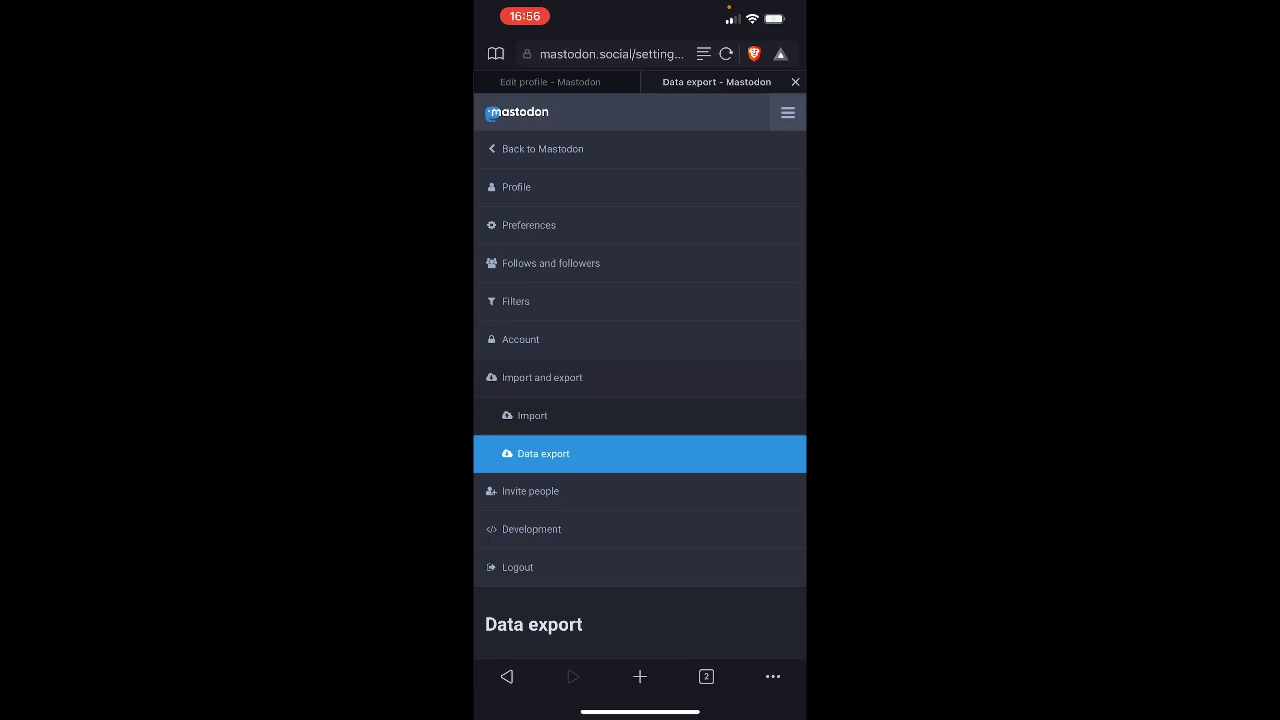 16:56
mastodon.social/setting...
Edit profile - Mastodon
Data export - Mastodon
mastodon
Back to Mastodon
Profile
Preferences
Follows and followers
Filters
Account
Import and export
Import
Data export
Invite people
Development
Logout
Data export
2